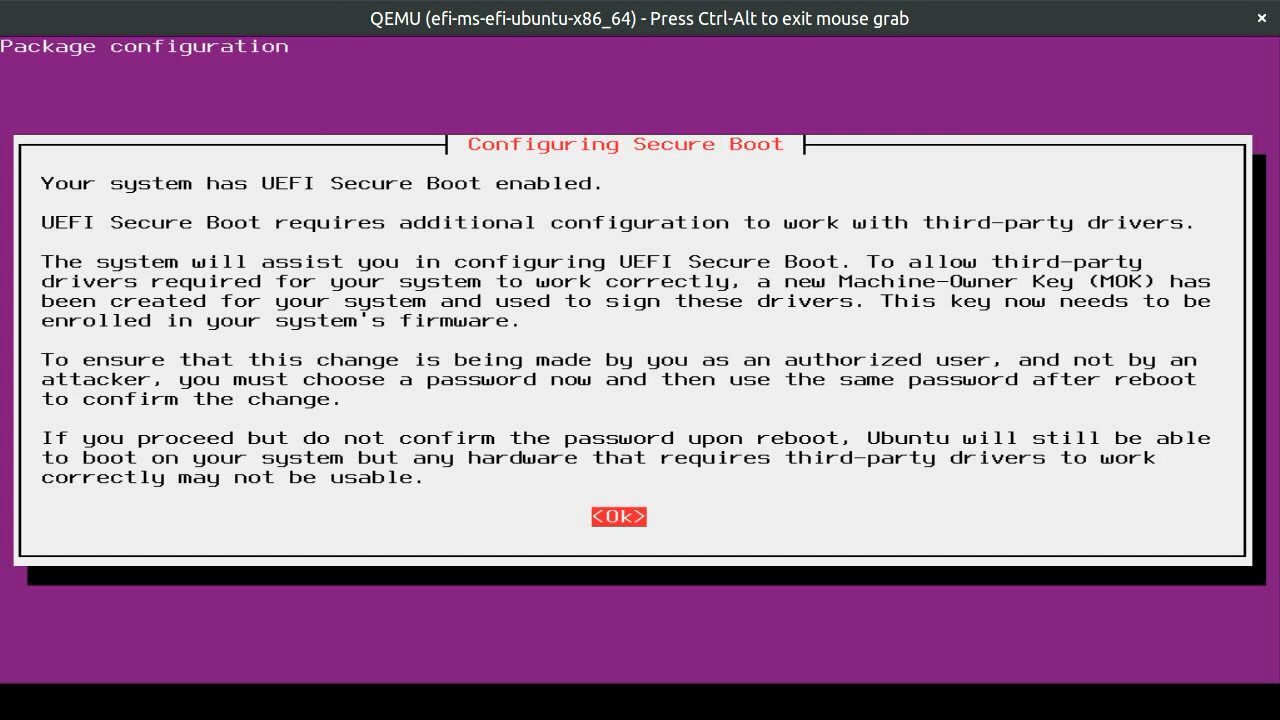 QEMU (efi-ms-efi-ubuntu-x86_64) - Press Ctrl-Alt to exit mouse grab ×
Package configuration
Configuring Secure Boot
Your system has UEFI Secure Boot enabled.
UEFI Secure Boot requires additional configuration to work with third-party drivers.
The system will assist you in configuring UEFI Secure Boot. To allow third-party
drivers required for your system to work correctly, a new Machine-Owner Key (MOK) has
been created for your system and used to sign these drivers. This key now needs to be
enrolled in your system's firmware.
To ensure that this change is being made by you as an authorized user, and not by an
attacker, you must choose a password now and then use the same password after reboot
to confirm the change.
If you proceed but do not confirm the password upon reboot, Ubuntu will still be able
to boot on your system but any hardware that requires third-party drivers to work
correctly may not be usable.
<Ok>